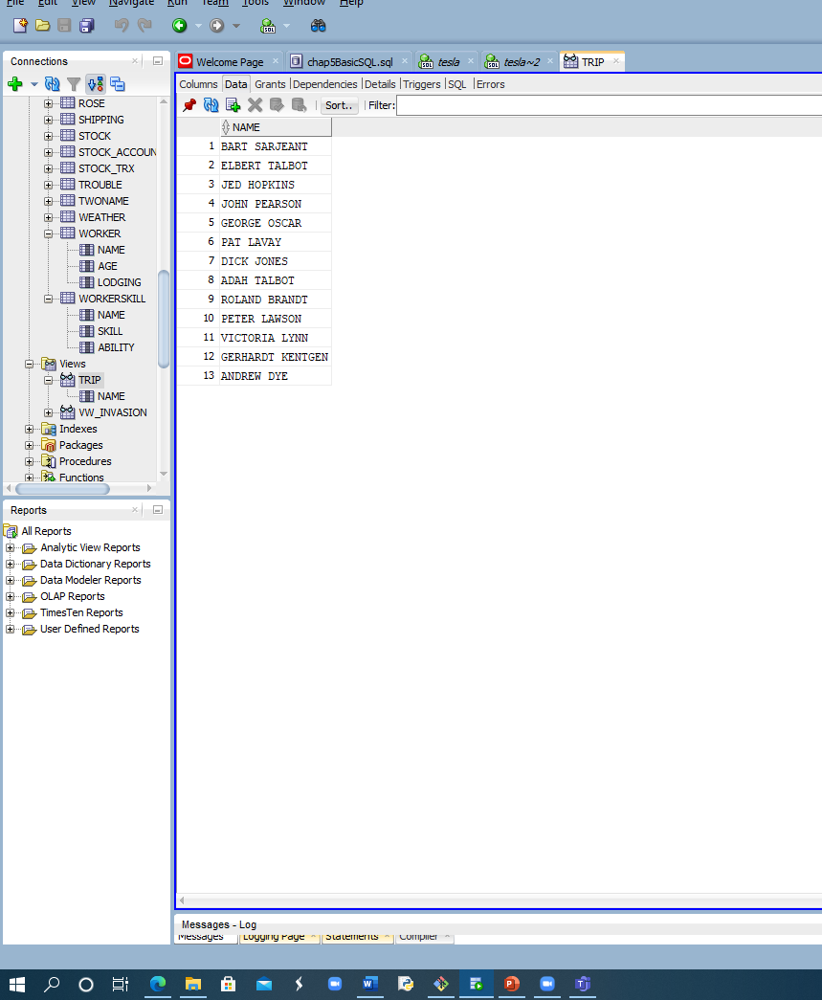 File Edit View Navigate Run Team Tools Window Help
Connections
ROSE
SHIPPING
STOCK
STOCK_ACCOUN
STOCK_TRX
TROUBLE
TWONAME
WEATHER
WORKER
NAME
AGE
LODGING
WORKERSKILL
NAME
SKILL
ABILITY
Views
TRIP
NAME
VW_INVASION
Indexes
Packages
Procedures
Functions
Reports
All Reports
Analytic View Reports
Data Dictionary Reports
Data Modeler Reports
OLAP Reports
TimesTen Reports
User Defined Reports
Welcome Page chap5BasicSQL.sql tesla tesla~2 TRIP
Columns Data Grants Dependencies Details Triggers SQL Errors
Sort.. Filter:
NAME
1 BART SARJEANT
2 ELBERT TALBOT
3 JED HOPKINS
4 JOHN PEARSON
5 GEORGE OSCAR
6 PAT LAVAY
7 DICK JONES
8 ADAH TALBOT
9 ROLAND BRANDT
10 PETER LAWSON
11 VICTORIA LYNN
12 GERHARDT KENTGEN
13 ANDREW DYE
Messages - Log
Messages Logging Page Statements Compiler